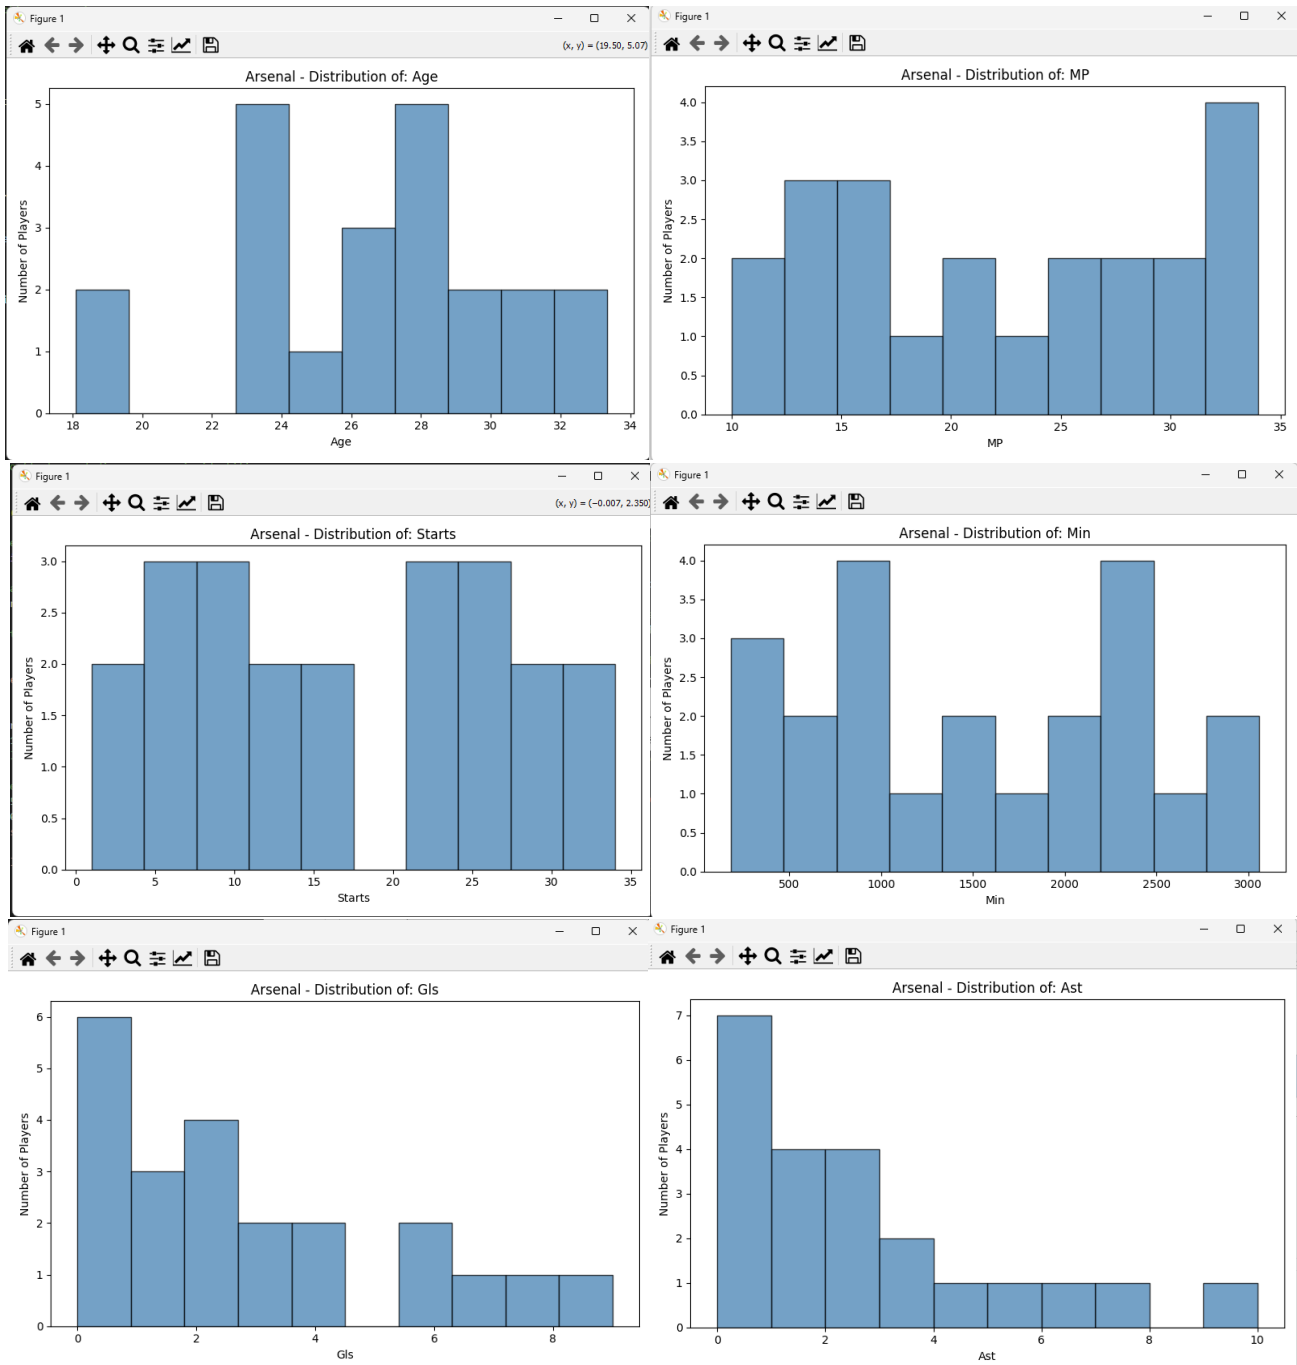 Figure 1
(x, y) = (19.50, 5.07)
Arsenal - Distribution of: Age
Number of Players
5
4
3
2
1
0
18 20 22 24 26 28 30 32 34
Age
Figure 1
Arsenal - Distribution of: MP
Number of Players
4.0
3.5
3.0
2.5
2.0
1.5
1.0
0.5
0.0
10 15 20 25 30 35
MP
Figure 1
(x, y) = (−0.007, 2.350)
Arsenal - Distribution of: Starts
Number of Players
3.0
2.5
2.0
1.5
1.0
0.5
0.0
0 5 10 15 20 25 30 35
Starts
Figure 1
Arsenal - Distribution of: Min
Number of Players
4.0
3.5
3.0
2.5
2.0
1.5
1.0
0.5
0.0
500 1000 1500 2000 2500 3000
Min
Figure 1
Arsenal - Distribution of: Gls
Number of Players
6
5
4
3
2
1
0
0 2 4 6 8
Gls
Figure 1
Arsenal - Distribution of: Ast
Number of Players
7
6
5
4
3
2
1
0
0 2 4 6 8 10
Ast